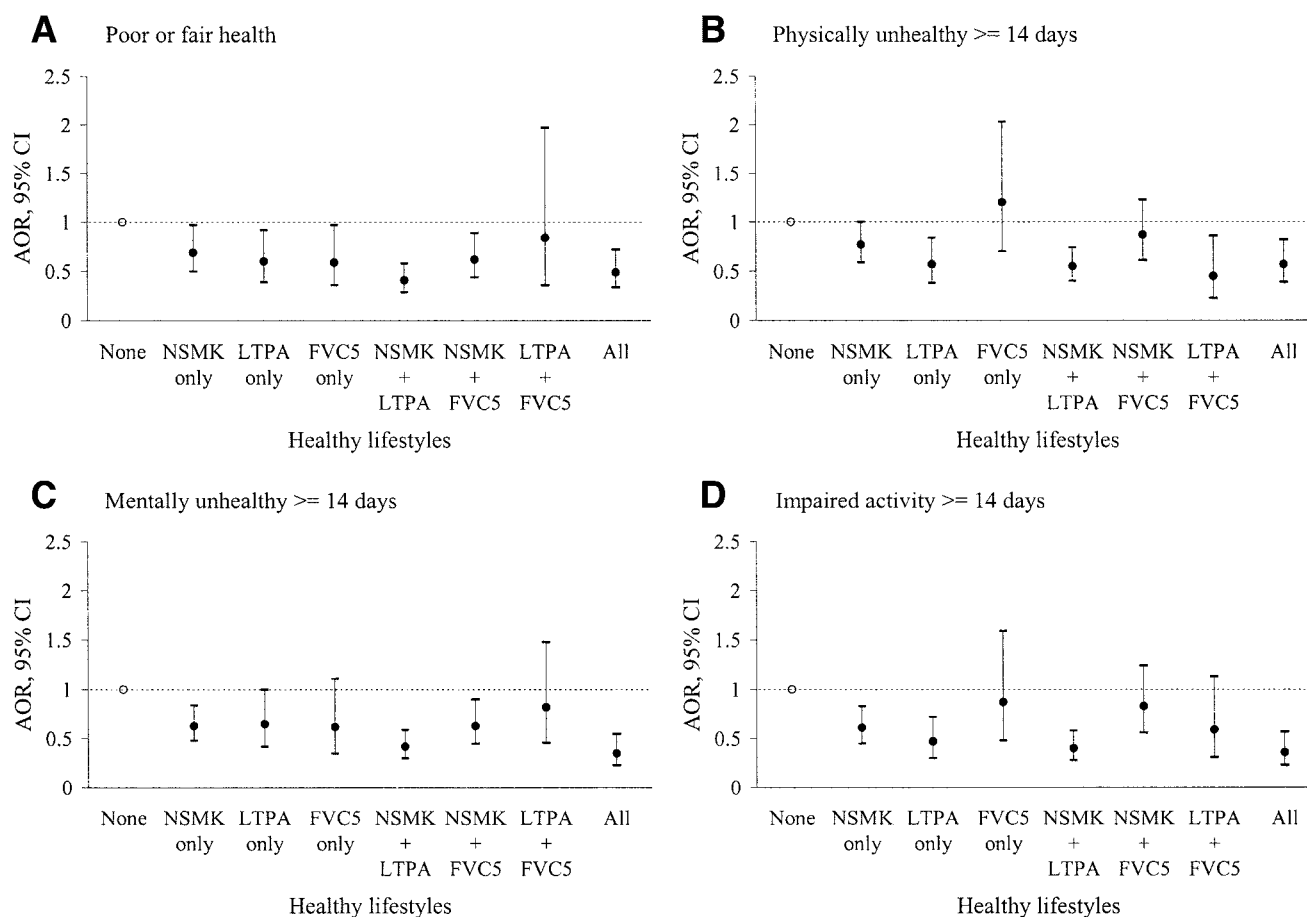 A Poor or fair health
2.5
2
1.5
1
0.5
0
AOR, 95% CI
None NSMK LTPA FVC5 NSMK NSMK LTPA All
only only only + + +
LTPA FVC5 FVC5
Healthy lifestyles
B Physically unhealthy >= 14 days
2.5
2
1.5
1
0.5
0
AOR, 95% CI
None NSMK LTPA FVC5 NSMK NSMK LTPA All
only only only + + +
LTPA FVC5 FVC5
Healthy lifestyles
C Mentally unhealthy >= 14 days
2.5
2
1.5
1
0.5
0
AOR, 95% CI
None NSMK LTPA FVC5 NSMK NSMK LTPA All
only only only + + +
LTPA FVC5 FVC5
Healthy lifestyles
D Impaired activity >= 14 days
2.5
2
1.5
1
0.5
0
AOR, 95% CI
None NSMK LTPA FVC5 NSMK NSMK LTPA All
only only only + + +
LTPA FVC5 FVC5
Healthy lifestyles